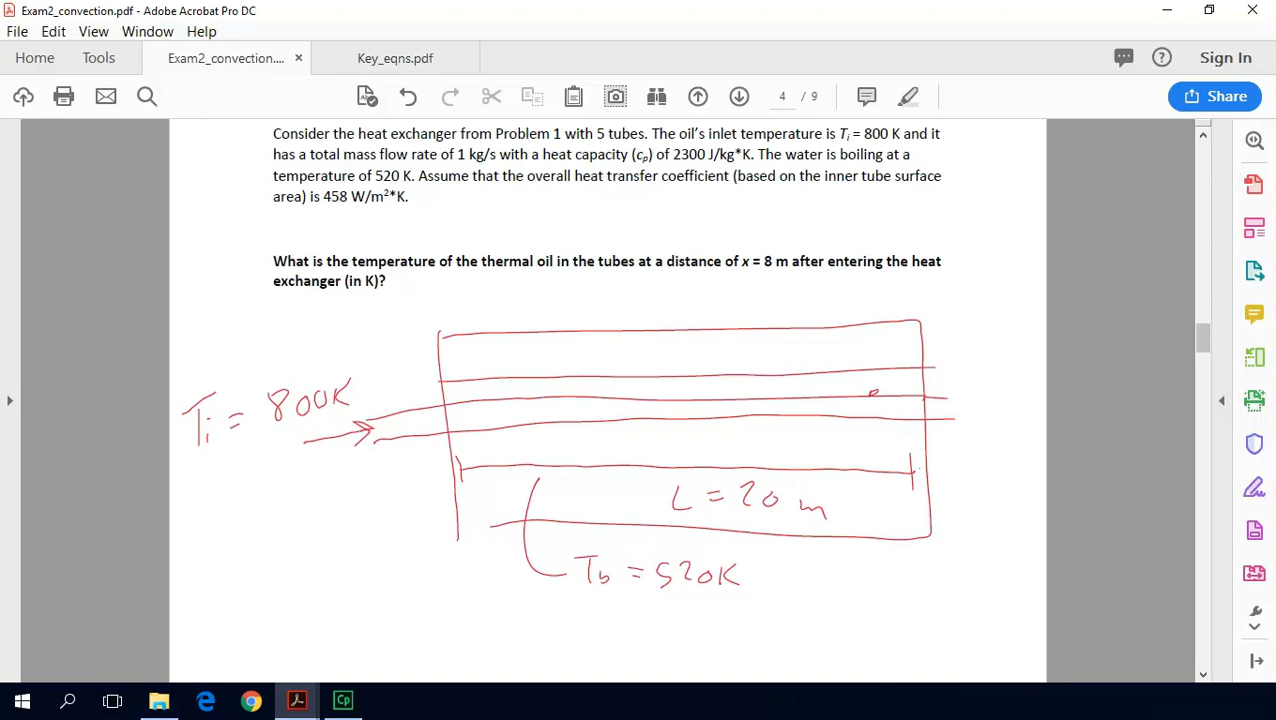 Exam2_convection.pdf - Adobe Acrobat Pro DC
File Edit View Window Help
Home Tools Exam2_convection.... × Key_eqns.pdf Sign In
4 / 9 Share
Consider the heat exchanger from Problem 1 with 5 tubes. The oil's inlet temperature is Ti = 800 K and it
has a total mass flow rate of 1 kg/s with a heat capacity (cp) of 2300 J/kg*K. The water is boiling at a
temperature of 520 K. Assume that the overall heat transfer coefficient (based on the inner tube surface
area) is 458 W/m²*K.
What is the temperature of the thermal oil in the tubes at a distance of x = 8 m after entering the heat
exchanger (in K)?
Ti = 800K
L = 20 m
Tb = 520K
Cp